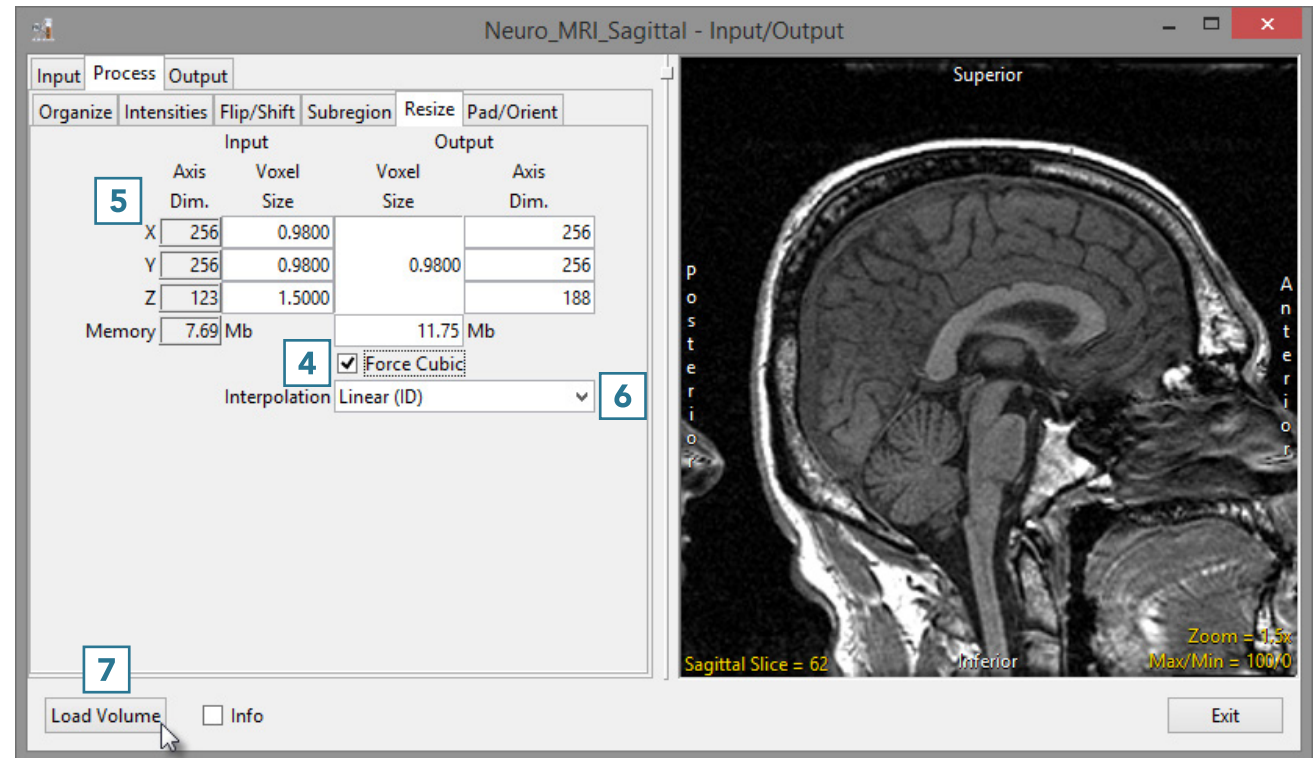 Neuro_MRI_Sagittal - Input/Output
Input Process Output
Organize Intensities Flip/Shift Subregion Resize Pad/Orient
Input Output
Axis Voxel Voxel Axis
5 Dim. Size Size Dim.
X 256 0.9800 256
Y 256 0.9800 0.9800 256
Z 123 1.5000 188
Memory 7.69 Mb 11.75 Mb
4 Force Cubic
Interpolation Linear (ID) 6
7
Load Volume Info Exit
Superior
Posterior
Anterior
Inferior
Sagittal Slice = 62
Zoom = 1.5x
Max/Min = 100/0